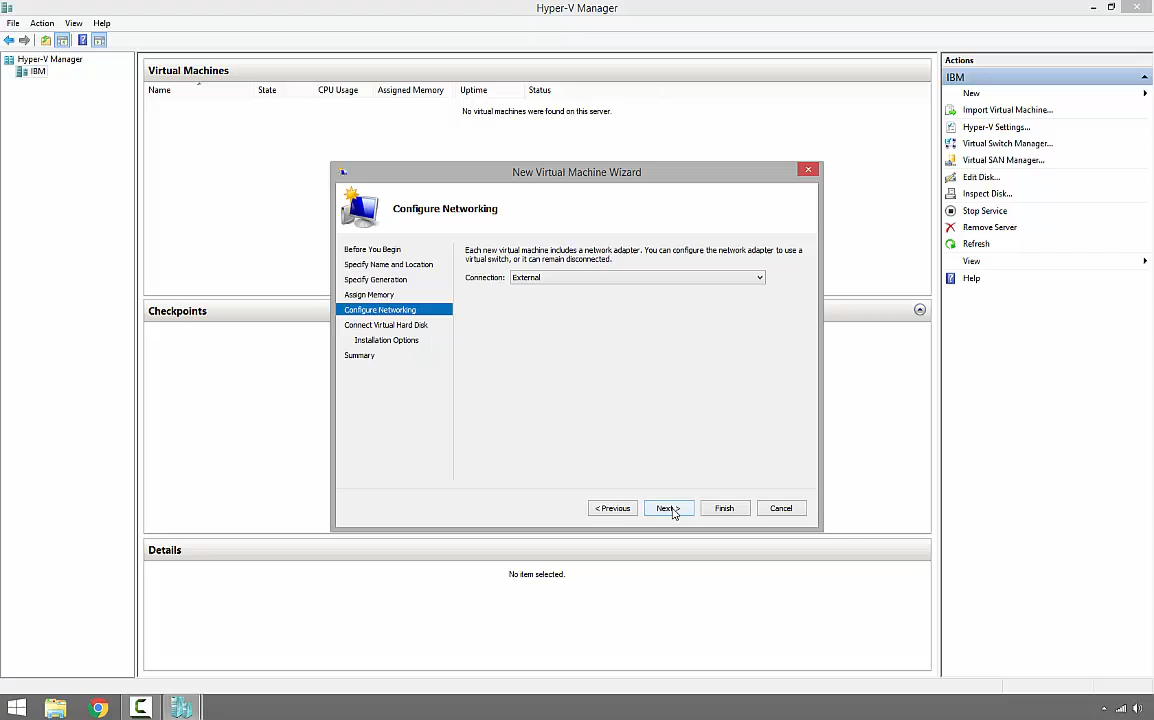 Hyper-V Manager
File Action View Help
Hyper-V Manager
IBM
Virtual Machines
Name State CPU Usage Assigned Memory Uptime Status
No virtual machines were found on this server.
New Virtual Machine Wizard
Configure Networking
Before You Begin
Specify Name and Location
Specify Generation
Assign Memory
Configure Networking
Connect Virtual Hard Disk
Installation Options
Summary
Each new virtual machine includes a network adapter. You can configure the network adapter to use a
virtual switch, or it can remain disconnected.
Connection: External
< Previous Next > Finish Cancel
Checkpoints
Details
No item selected.
Actions
IBM
New
Import Virtual Machine...
Hyper-V Settings...
Virtual Switch Manager...
Virtual SAN Manager...
Edit Disk...
Inspect Disk...
Stop Service
Remove Server
Refresh
View
Help